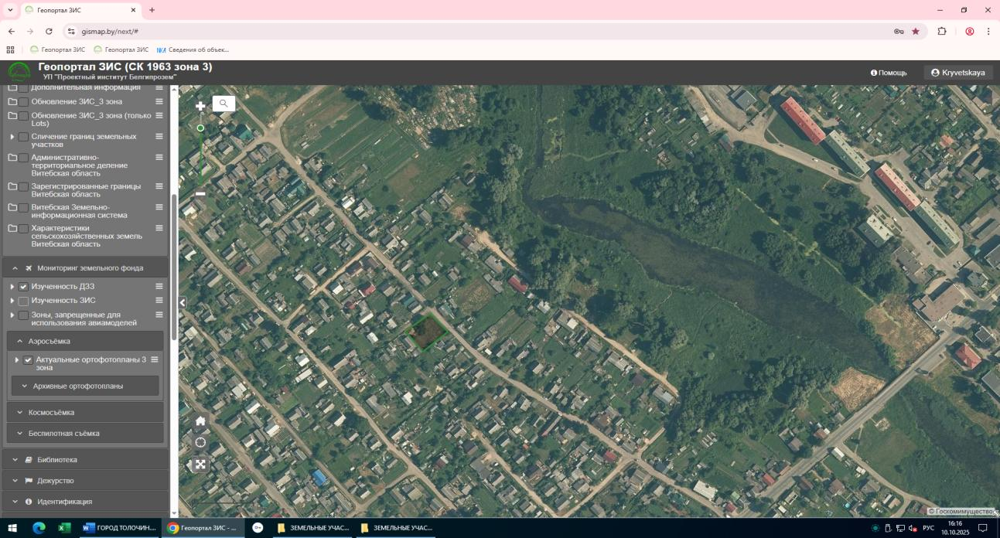 Геопортал ЗИС
gismap.by/next/#
Геопортал ЗИС
Геопортал ЗИС
NKA Сведения об объек...
Геопортал ЗИС (СК 1963 зона 3)
УП "Проектный институт Белгипрозем"
Помощь
Kryvetskaya
Дополнительная информация
Обновление ЗИС_3 зона
Обновление ЗИС_3 зона (только
Lots)
Сличение границ земельных
участков
Административно-
территориальное деление
Витебская область
Зарегистрированные границы
Витебская область
Витебская Земельно-
информационная система
Характеристики
сельскохозяйственных земель
Витебская область
Мониторинг земельного фонда
Изученность ДЗЗ
Изученность ЗИС
Зоны, запрещенные для
использования авиамоделей
Аэросъёмка
Актуальные ортофотопланы 3
зона
Архивные ортофотопланы
Космосъёмка
Беспилотная съёмка
Библиотека
Дежурство
Идентификация
© Госкомимущество
ГОРОД ТОЛОЧИН....
Геопортал ЗИС - ...
ЗЕМЕЛЬНЫЕ УЧАС...
ЗЕМЕЛЬНЫЕ УЧАС...
РУС
16:16
10.10.2025